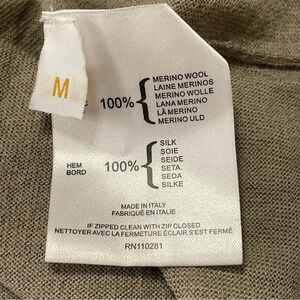 M
100%
MERINO WOOL
LAINE MERINOS
MERINO WOLLE
LANA MERINO
LÃ MERINO
MERINO ULD
HEM
BORD
100%
SILK
SOIE
SEIDE
SETA
SEDA
SILKE
MADE IN ITALY
FABRIQUÉ EN ITALIE
IF ZIPPED CLEAN WITH ZIP CLOSED
NETTOYER AVEC LA FERMETURE ÉCLAIR S'EST FERMÉ
RN110281